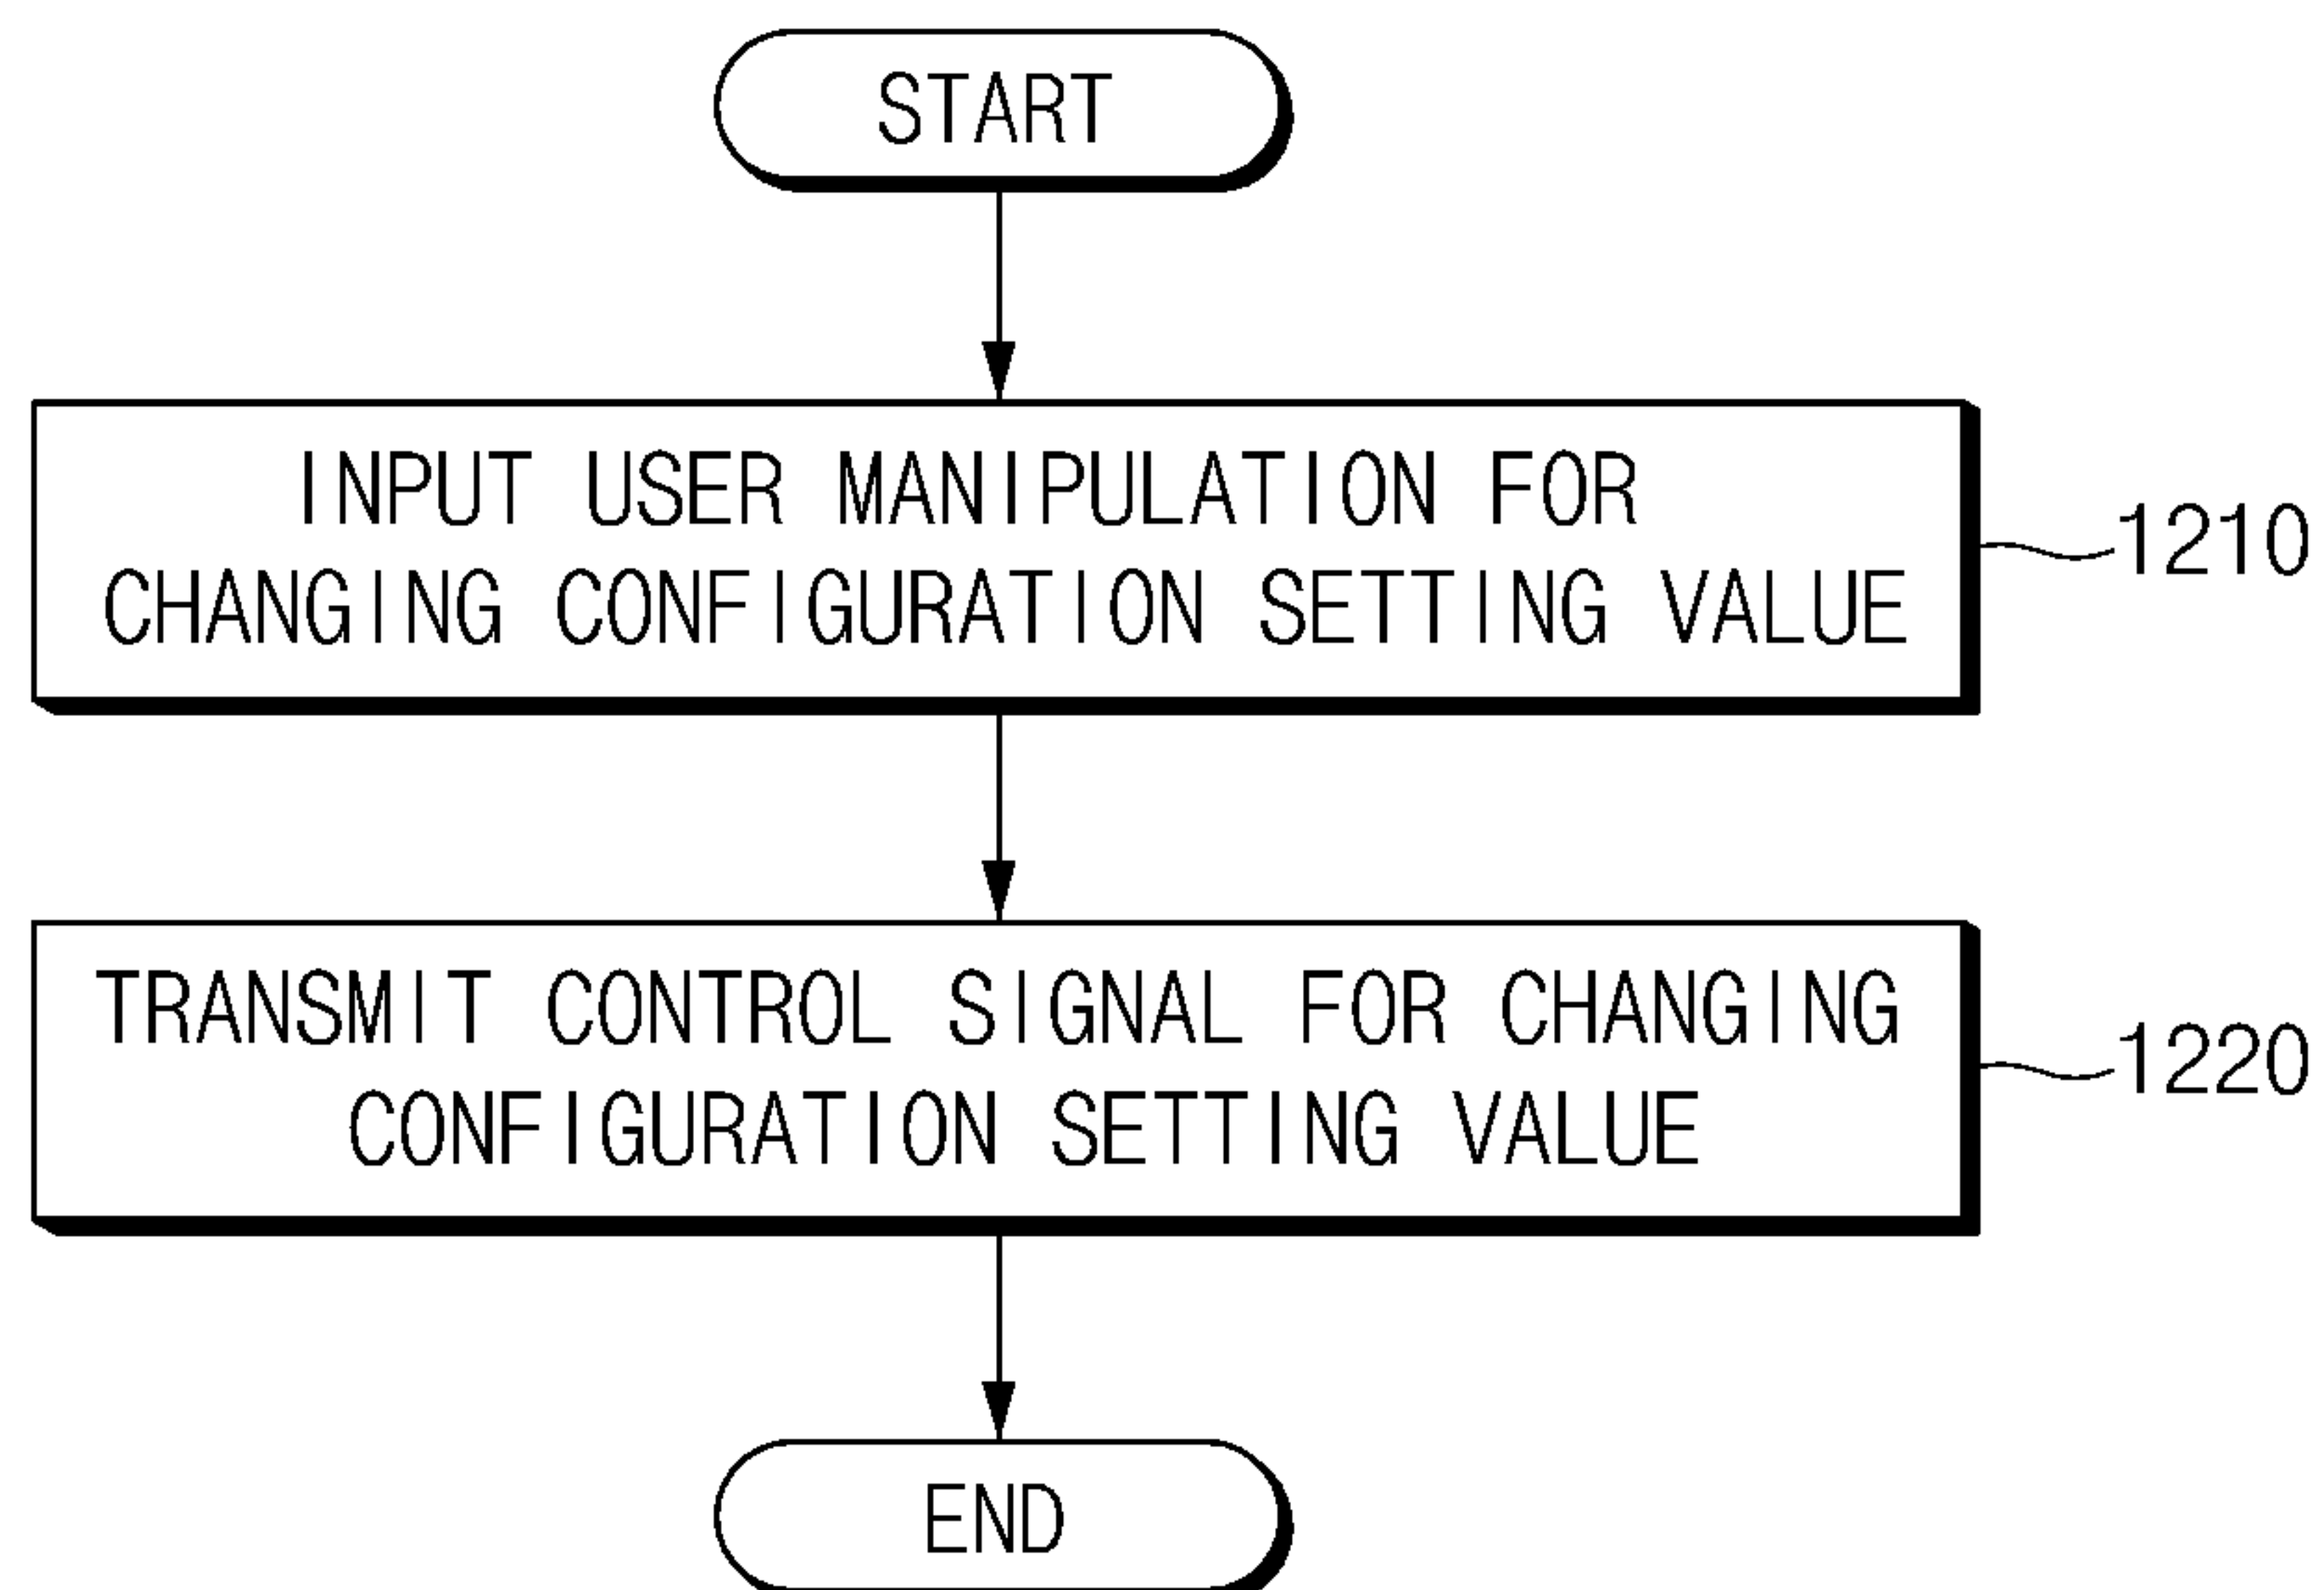 START
INPUT USER MANIPULATION FOR
CHANGING CONFIGURATION SETTING VALUE
1210
TRANSMIT CONTROL SIGNAL FOR CHANGING
CONFIGURATION SETTING VALUE
1220
END